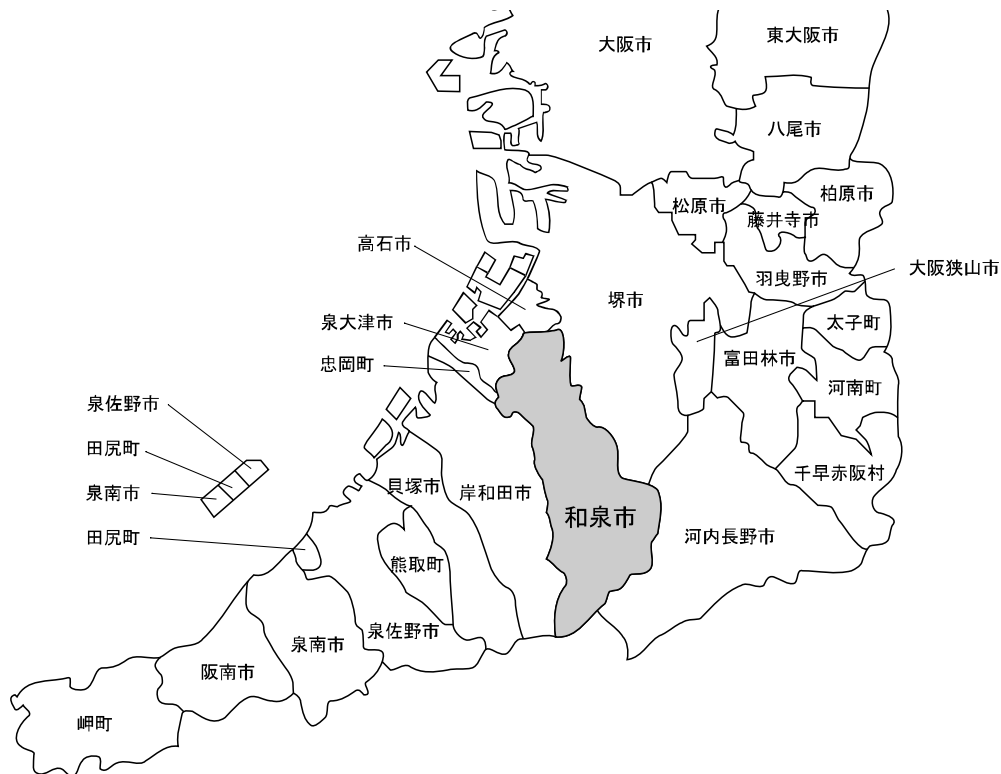 大阪市
東大阪市
八尾市
柏原市
松原市
藤井寺市
高石市
大阪狭山市
羽曳野市
堺市
泉大津市
太子町
忠岡町
富田林市
河南町
泉佐野市
田尻町
千早赤阪村
貝塚市
岸和田市
泉南市
和泉市
田尻町
河内長野市
熊取町
泉佐野市
泉南市
阪南市
岬町